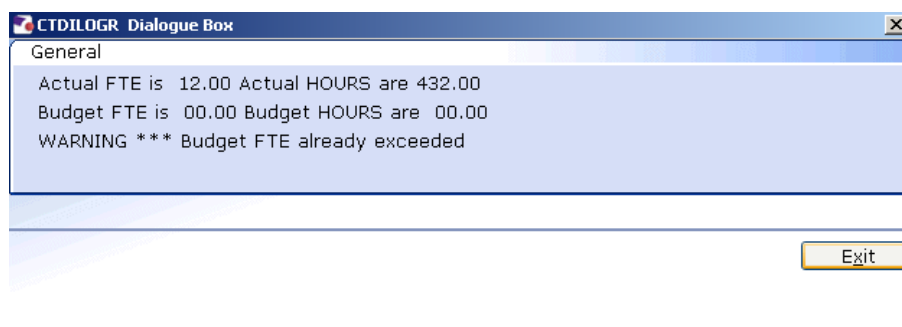 CTDILOGR Dialogue Box
General
Actual FTE is 12.00 Actual HOURS are 432.00
Budget FTE is 00.00 Budget HOURS are 00.00
WARNING *** Budget FTE already exceeded
Exit